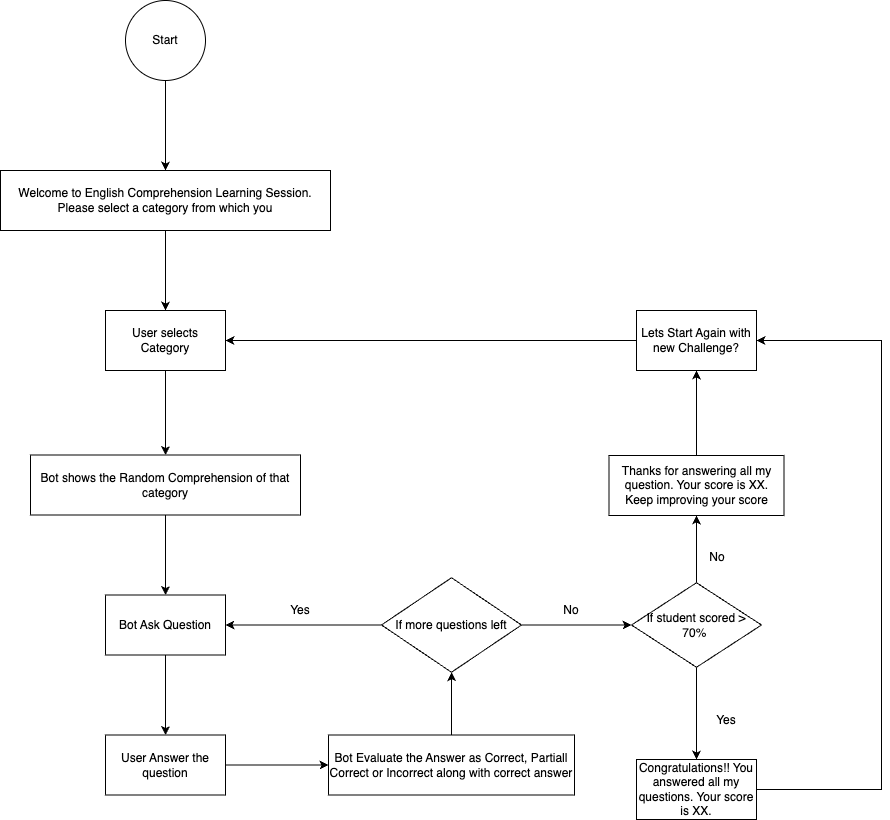 Start
Welcome to English Comprehension Learning Session.
Please select a category from which you
User selects
Category
Lets Start Again with
new Challenge?
Bot shows the Random Comprehension of that
category
Thanks for answering all my
question. Your score is XX.
Keep improving your score
No
Bot Ask Question
Yes
If more questions left
No
If student scored >
70%
Yes
User Answer the
question
Bot Evaluate the Answer as Correct, Partiall
Correct or Incorrect along with correct answer
Congratulations!! You
answered all my
questions. Your score
is XX.